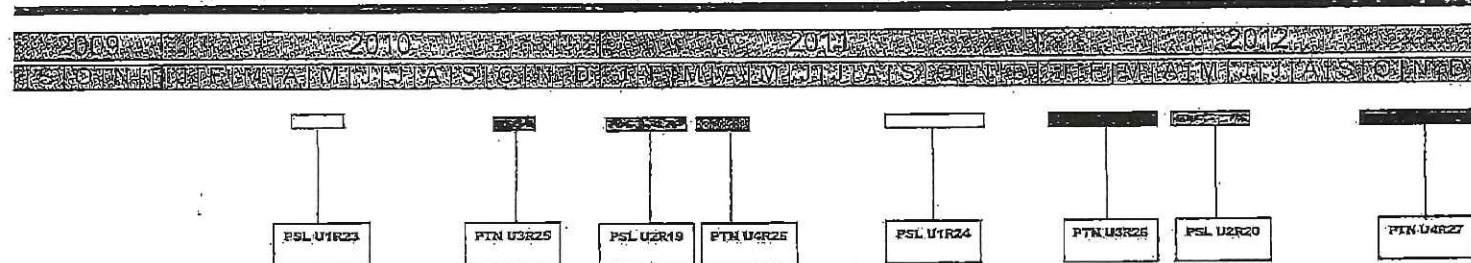 2009 2010 2011 2012
S O N D J F M A M J J A S O N D J F M A M J J A S O N D J F M A M J J A S O N D
PSL U1R23 PTN U3R25 PSL U2R19 PTN U4R26 PSL U1R24 PTN U3R26 PSL U2R20 PTN U4R27